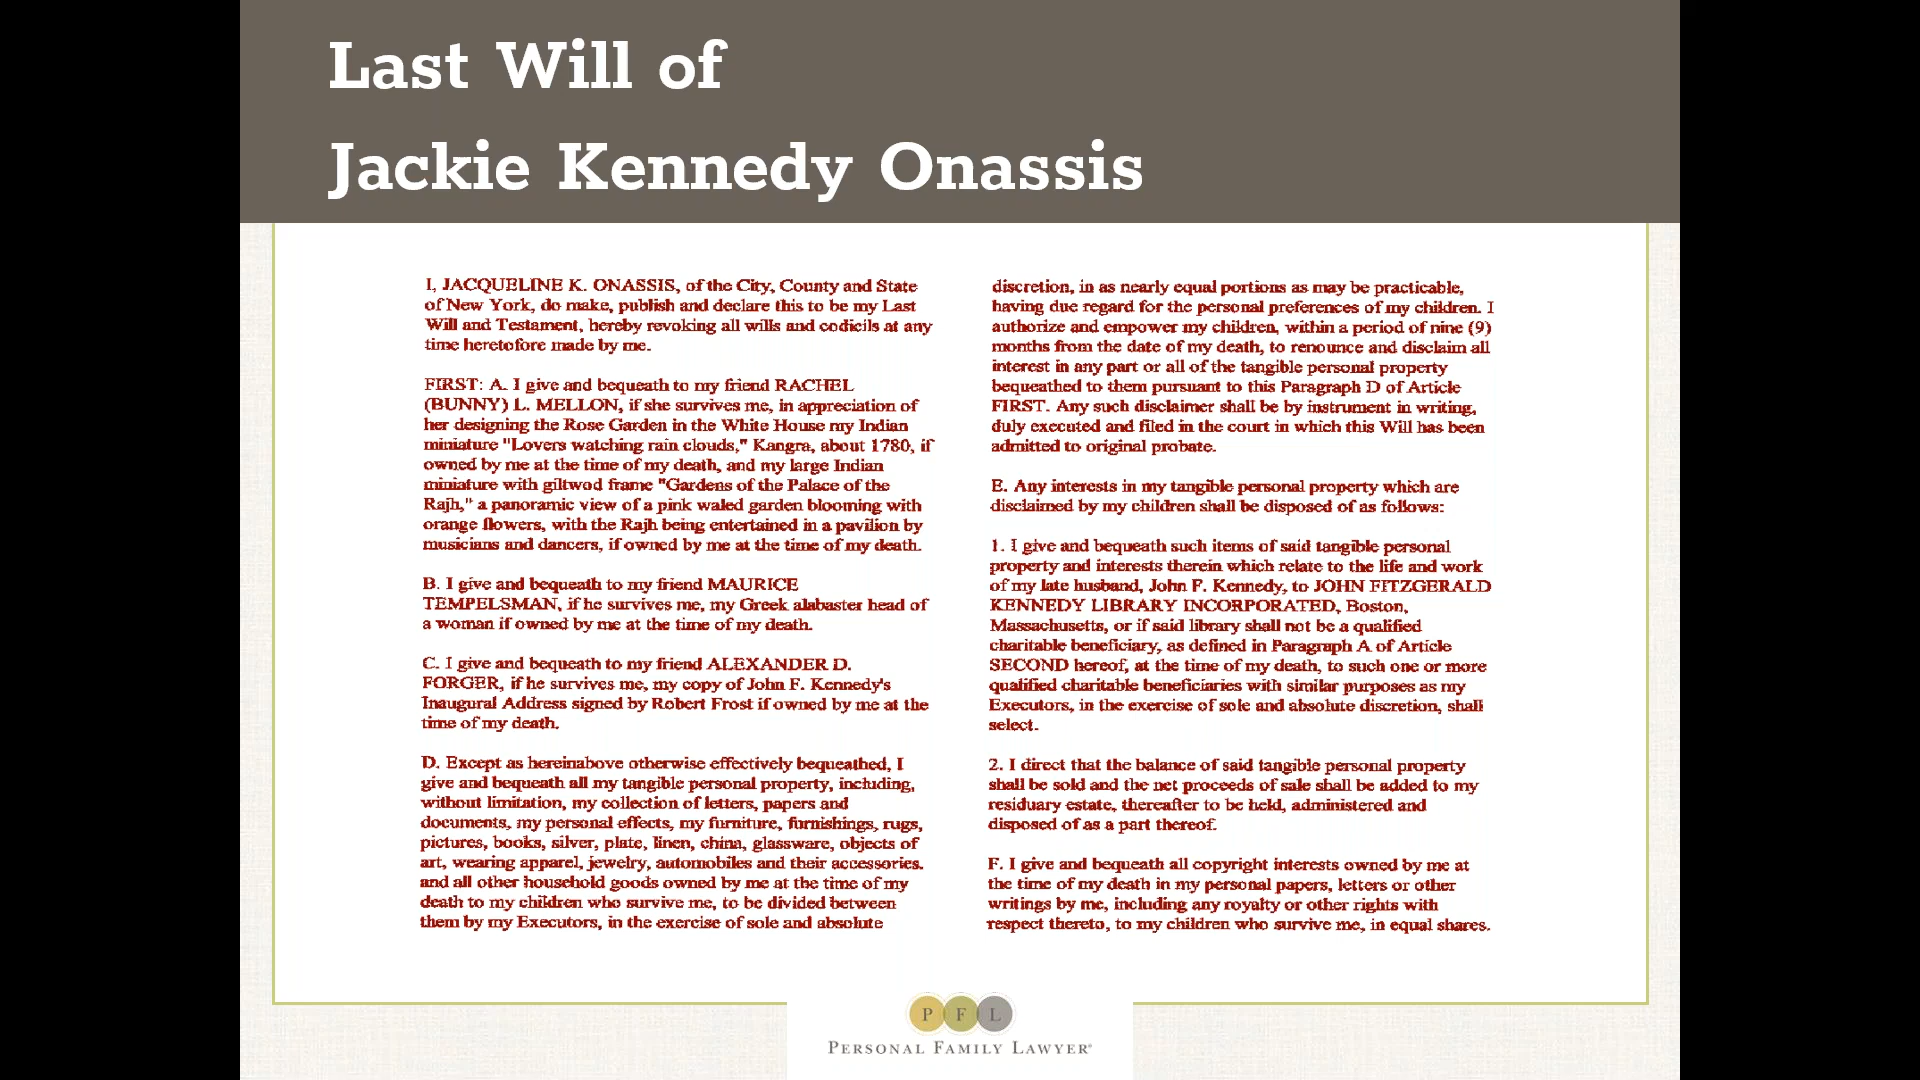 Last Will of
Jackie Kennedy Onassis
I, JACQUELINE K. ONASSIS, of the City, County and State
of New York, do make, publish and declare this to be my Last
Will and Testament, hereby revoking all wills and codicils at any
time heretofore made by me.
FIRST: A. I give and bequeath to my friend RACHEL
(BUNNY) L. MELLON, if she survives me, in appreciation of
her designing the Rose Garden in the White House my Indian
miniature "Lovers watching rain clouds," Kangra, about 1780, if
owned by me at the time of my death, and my large Indian
miniature with giltwod frame "Gardens of the Palace of the
Rajh," a panoramic view of a pink waled garden blooming with
orange flowers, with the Rajh being entertained in a pavilion by
musicians and dancers, if owned by me at the time of my death.
B. I give and bequeath to my friend MAURICE
TEMPELSMAN, if he survives me, my Greek alabaster head of
a woman if owned by me at the time of my death.
C. I give and bequeath to my friend ALEXANDER D.
FORGER, if he survives me, my copy of John F. Kennedy's
Inaugural Address signed by Robert Frost if owned by me at the
time of my death.
D. Except as hereinabove otherwise effectively bequeathed, I
give and bequeath all my tangible personal property, including,
without limitation, my collection of letters, papers and
documents, my personal effects, my furniture, furnishings, rugs,
pictures, books, silver, plate, linen, china, glassware, objects of
art, wearing apparel, jewelry, automobiles and their accessories.
and all other household goods owned by me at the time of my
death to my children who survive me, to be divided between
them by my Executors, in the exercise of sole and absolute
discretion, in as nearly equal portions as may be practicable,
having due regard for the personal preferences of my children. I
authorize and empower my children, within a period of nine (9)
months from the date of my death, to renounce and disclaim all
interest in any part or all of the tangible personal property
bequeathed to them pursuant to this Paragraph D of Article
FIRST. Any such disclaimer shall be by instrument in writing,
duly executed and filed in the court in which this Will has been
admitted to original probate.
E. Any interests in my tangible personal property which are
disclaimed by my children shall be disposed of as follows:
1. I give and bequeath such items of said tangible personal
property and interests therein which relate to the life and work
of my late husband, John F. Kennedy, to JOHN FITZGERALD
KENNEDY LIBRARY INCORPORATED, Boston,
Massachusetts, or if said library shall not be a qualified
charitable beneficiary, as defined in Paragraph A of Article
SECOND hereof, at the time of my death, to such one or more
qualified charitable beneficiaries with similar purposes as my
Executors, in the exercise of sole and absolute discretion, shall
select.
2. I direct that the balance of said tangible personal property
shall be sold and the net proceeds of sale shall be added to my
residuary estate, thereafter to be held, administered and
disposed of as a part thereof.
F. I give and bequeath all copyright interests owned by me at
the time of my death in my personal papers, letters or other
writings by me, including any royalty or other rights with
respect thereto, to my children who survive me, in equal shares.
P F L
PERSONAL FAMILY LAWYER®